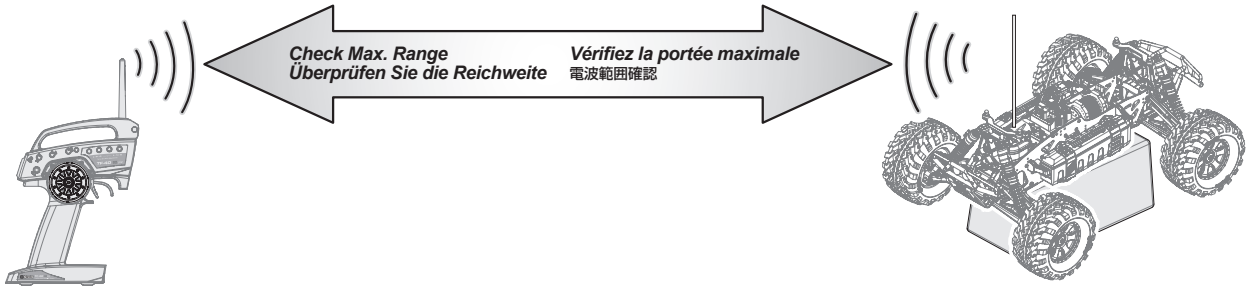 Check Max. Range
Überprüfen Sie die Reichweite
Vérifiez la portée maximale
電波範囲確認